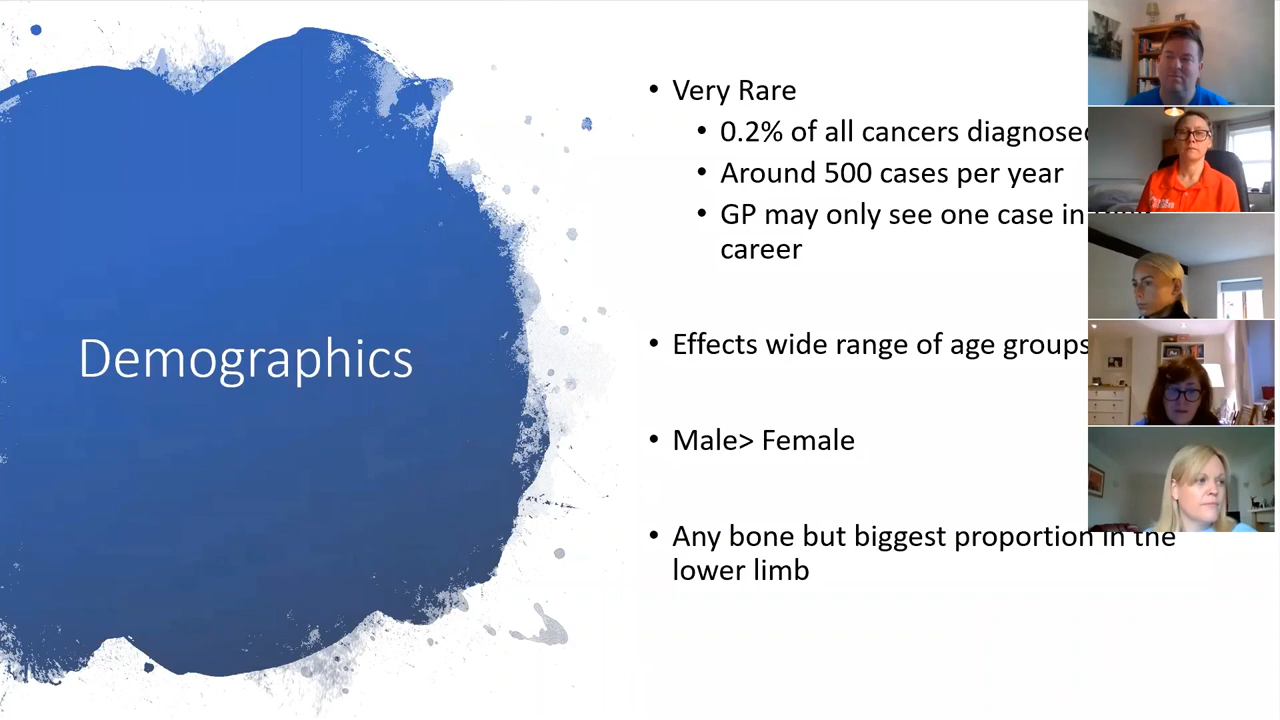 Demographics
• Very Rare
• 0.2% of all cancers diagnosed
• Around 500 cases per year
• GP may only see one case in
career
• Effects wide range of age groups
• Male> Female
• Any bone but biggest proportion in the
lower limb